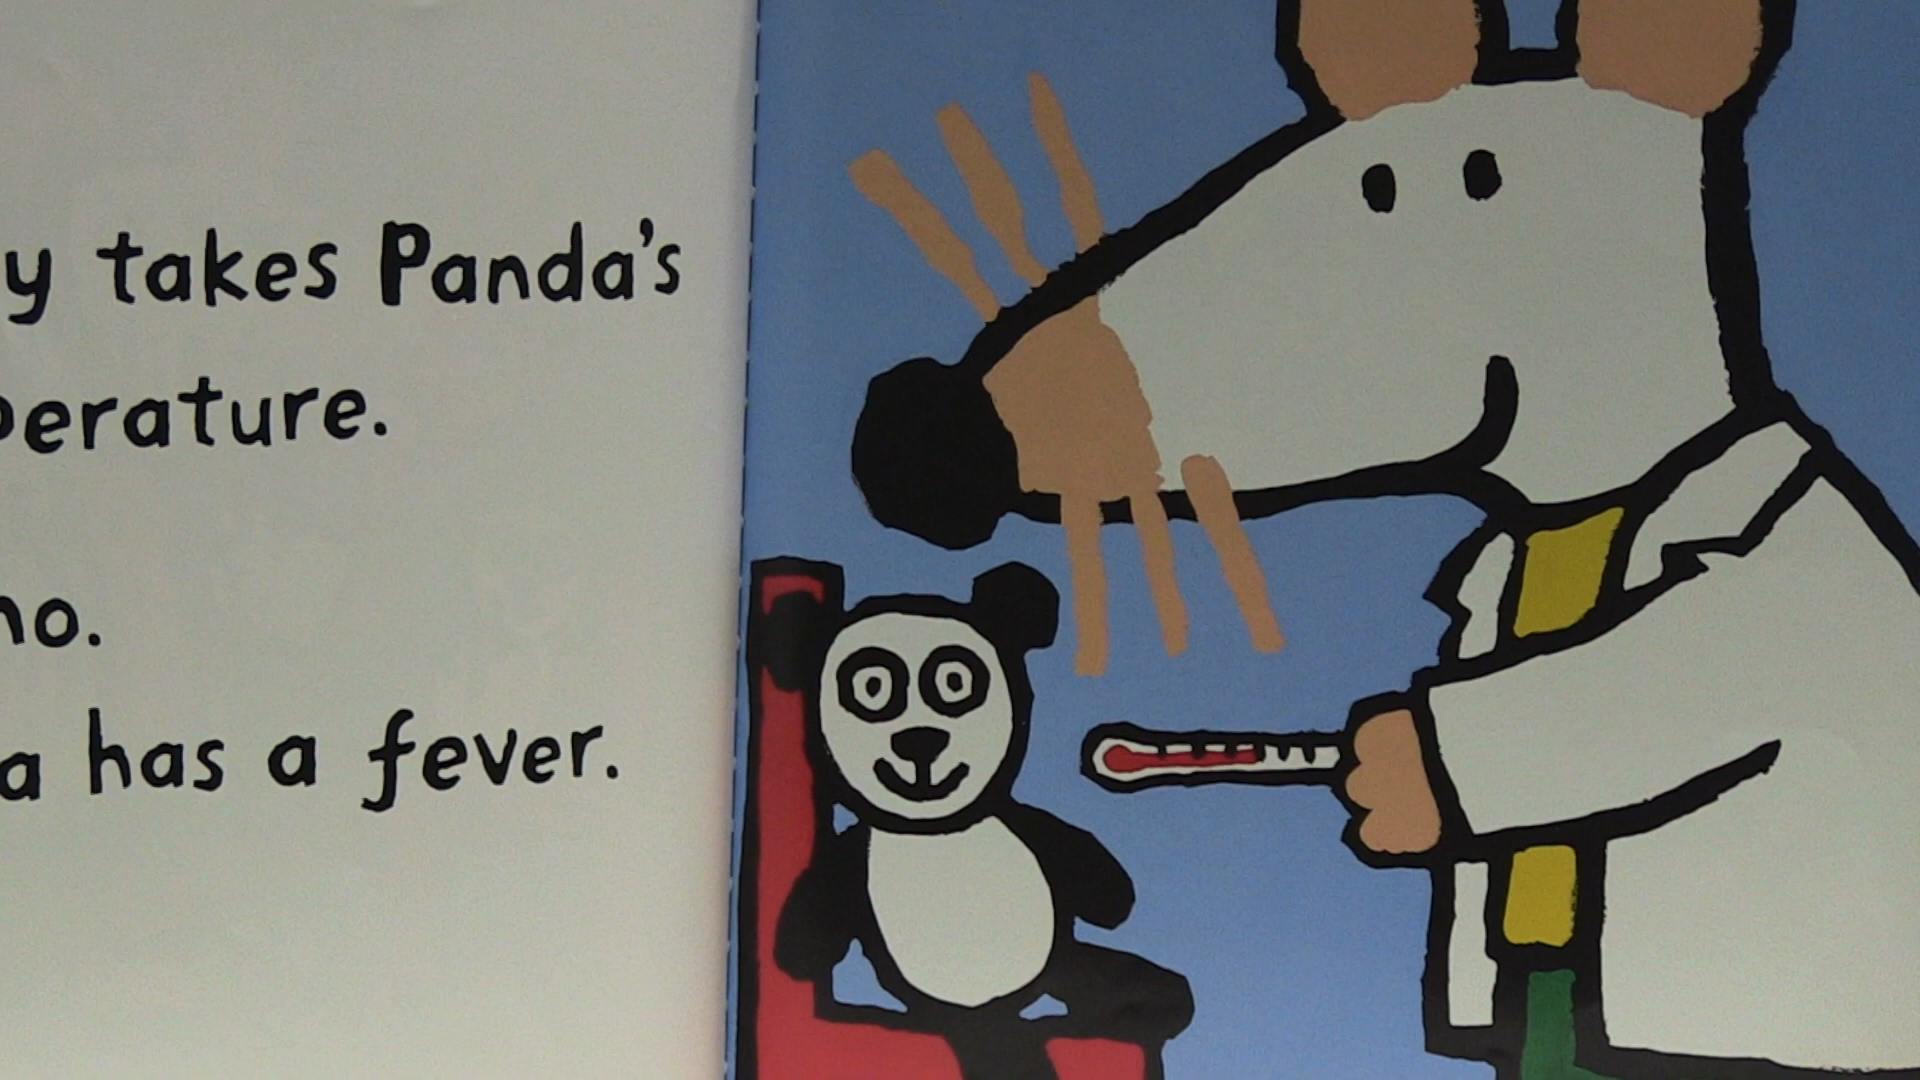 y takes Panda's
perature.
no.
a has a fever.